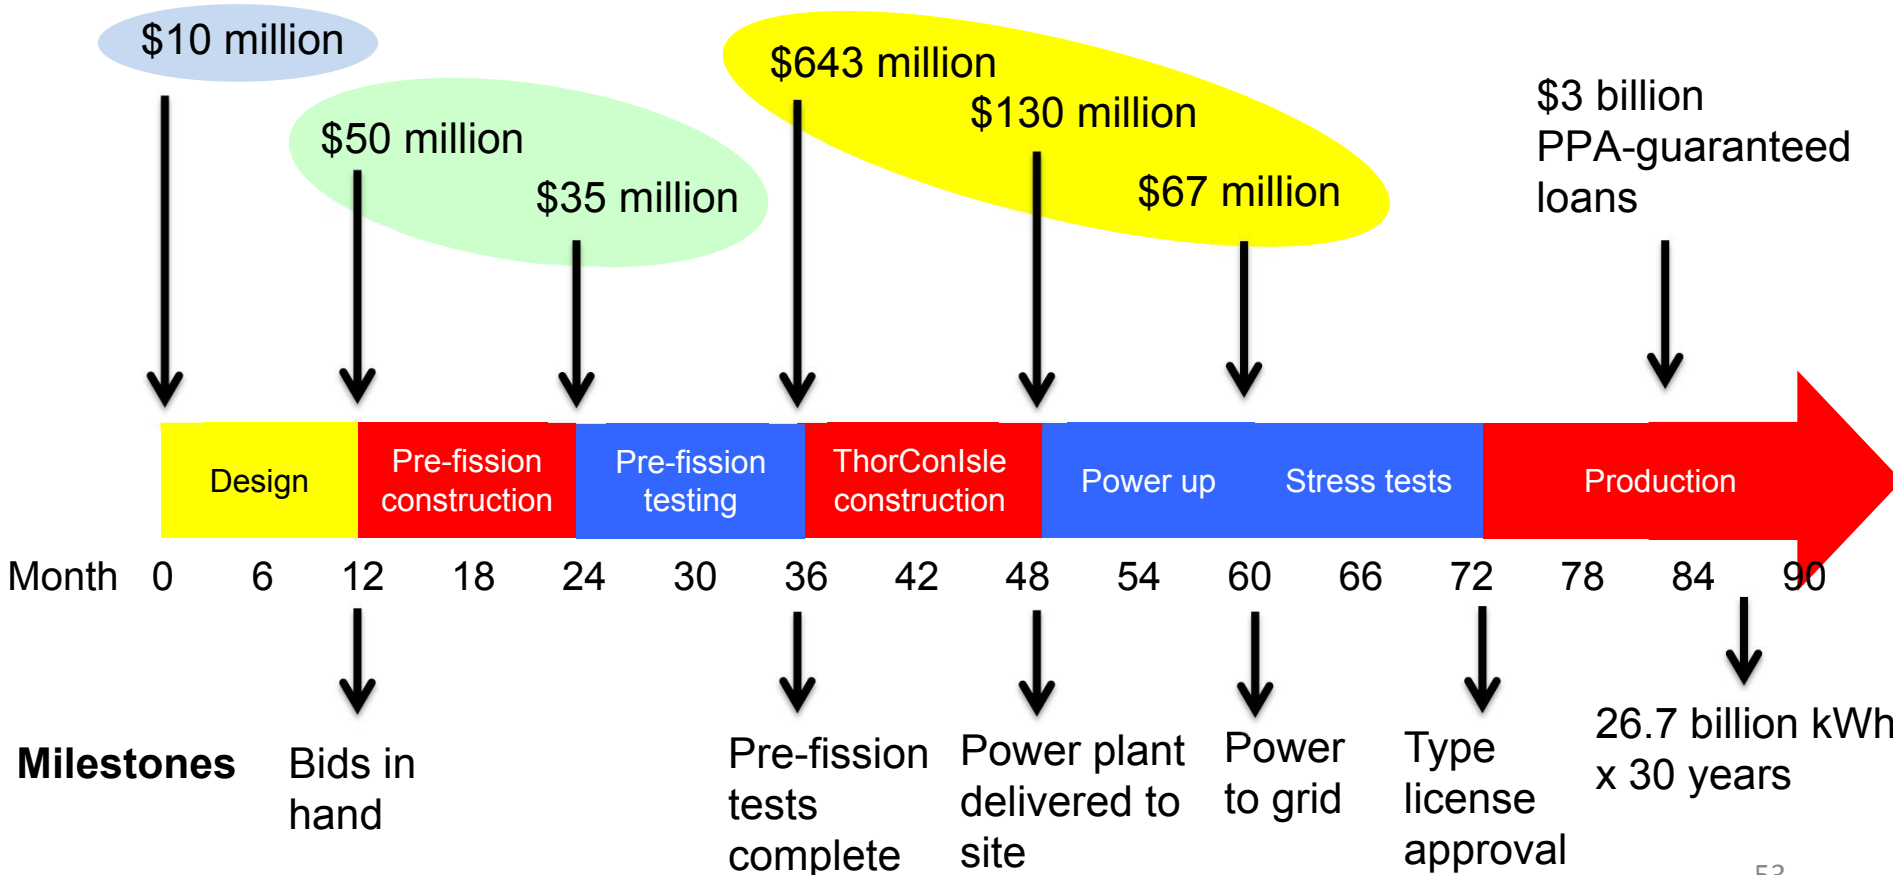 $10 million
$50 million
$35 million
$643 million
$130 million
$67 million
$3 billion
PPA-guaranteed
loans
Design
Pre-fission
construction
Pre-fission
testing
ThorConIsle
construction
Power up
Stress tests
Production
Month 0 6 12 18 24 30 36 42 48 54 60 66 72 78 84 90
Milestones
Bids in
hand
Pre-fission
tests
complete
Power plant
delivered to
site
Power
to grid
Type
license
approval
26.7 billion kWh
x 30 years
53